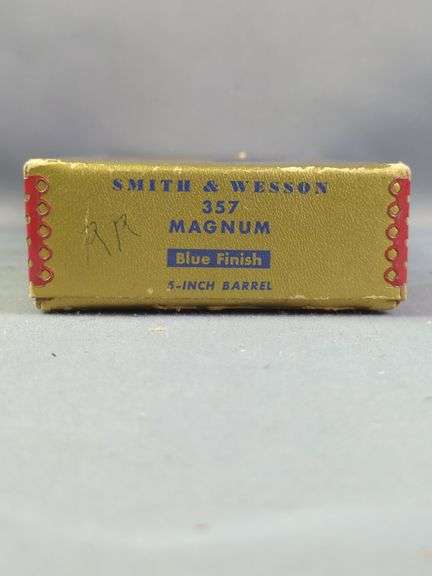 SMITH & WESSON
357
MAGNUM
Blue Finish
5-INCH BARREL